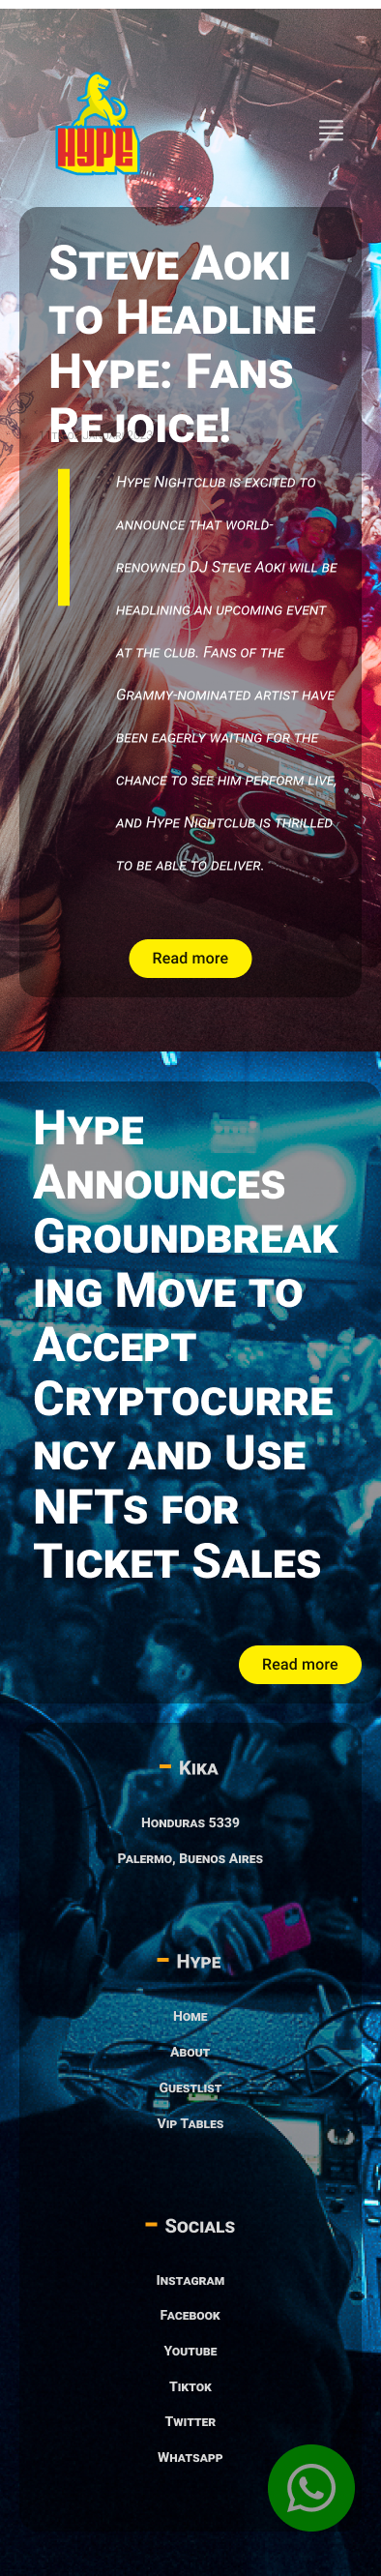 HYPE
Steve Aoki
to Headline
Hype: Fans
Rejoice!
Hype Nightclub is excited to
announce that world-
renowned DJ Steve Aoki will be
headlining an upcoming event
at the club. Fans of the
Grammy-nominated artist have
been eagerly waiting for the
chance to see him perform live,
and Hype Nightclub is thrilled
to be able to deliver.
Read more
Hype
Announces
Groundbreak
ing Move to
Accept
Cryptocurre
ncy and Use
NFTs for
Ticket Sales
Read more
- Kika
Honduras 5339
Palermo, Buenos Aires
- Hype
Home
About
Guestlist
Vip Tables
- Socials
Instagram
Facebook
Youtube
Tiktok
Twitter
Whatsapp